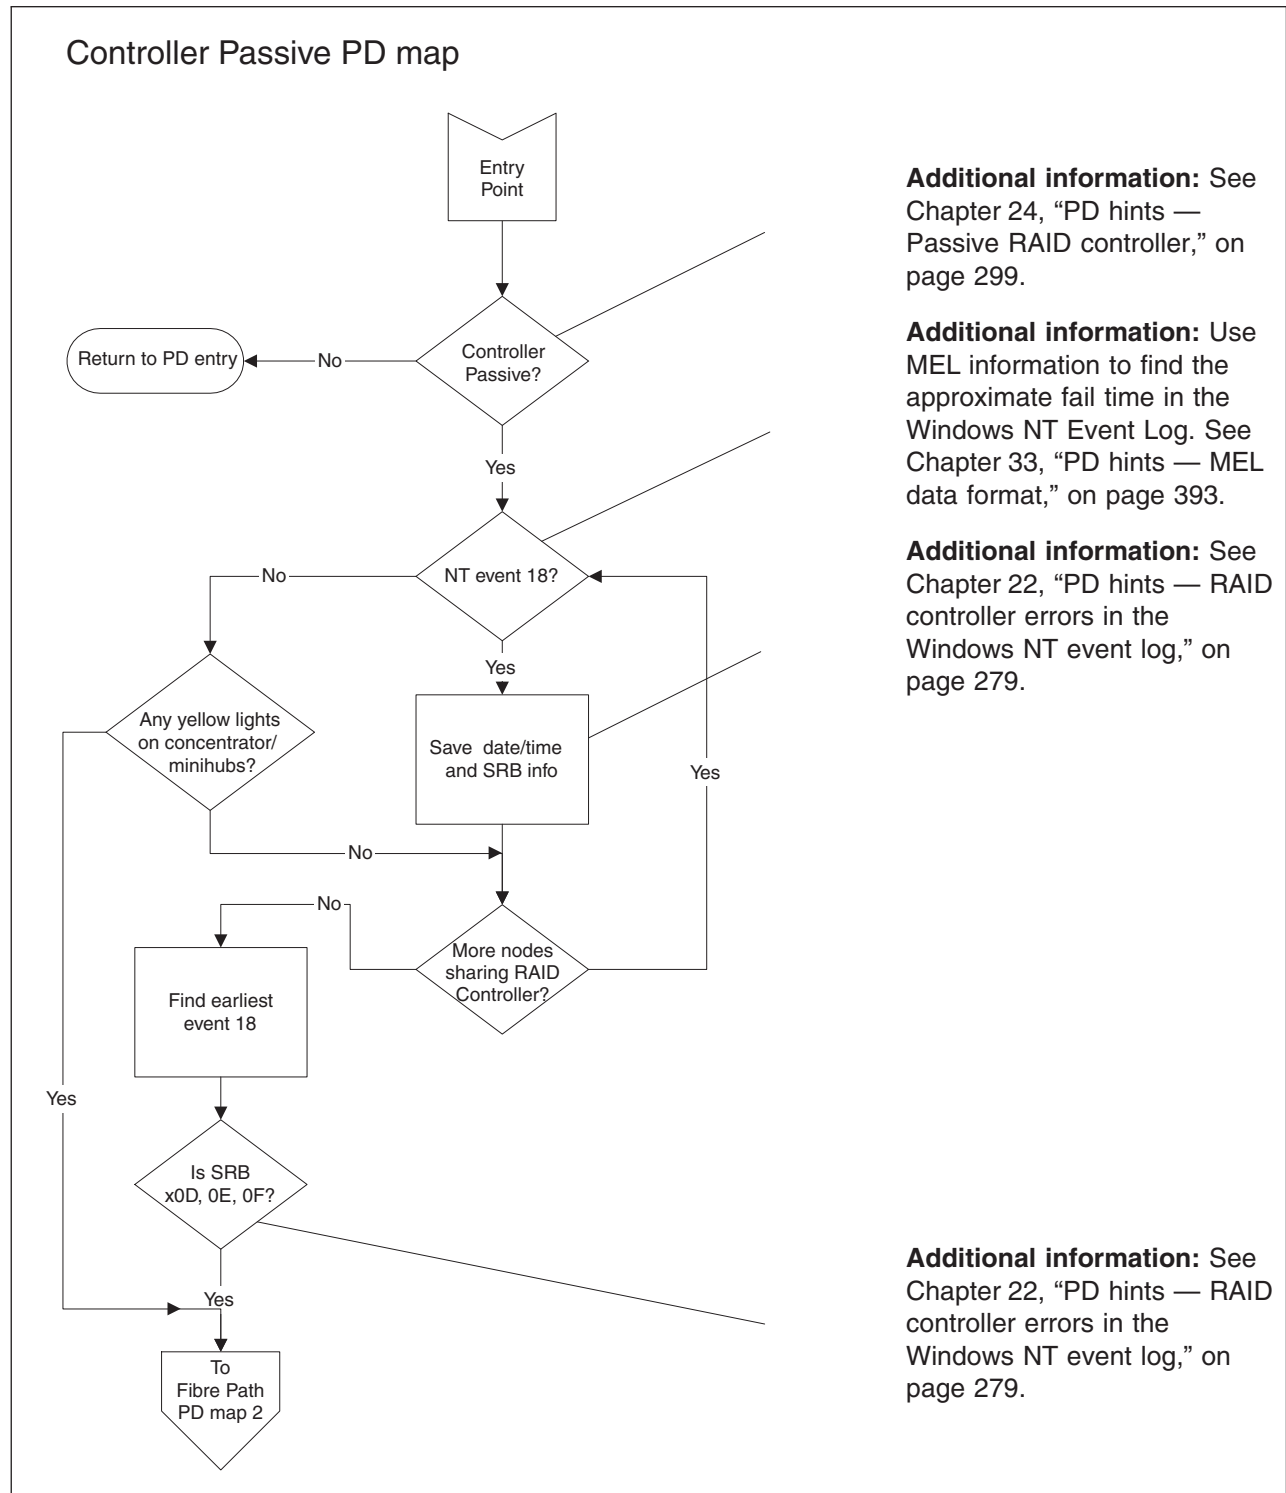 Controller Passive PD map
Entry
Point
Controller
Passive?
No
Return to PD entry
Yes
NT event 18?
No
Yes
Any yellow lights
on concentrator/
minihubs?
Save date/time
and SRB info
Yes
No
No
More nodes
sharing RAID
Controller?
Find earliest
event 18
Yes
Is SRB
x0D, 0E, 0F?
Yes
To
Fibre Path
PD map 2
Additional information: See
Chapter 24, “PD hints —
Passive RAID controller,” on
page 299.
Additional information: Use
MEL information to find the
approximate fail time in the
Windows NT Event Log. See
Chapter 33, “PD hints — MEL
data format,” on page 393.
Additional information: See
Chapter 22, “PD hints — RAID
controller errors in the
Windows NT event log,” on
page 279.
Additional information: See
Chapter 22, “PD hints — RAID
controller errors in the
Windows NT event log,” on
page 279.